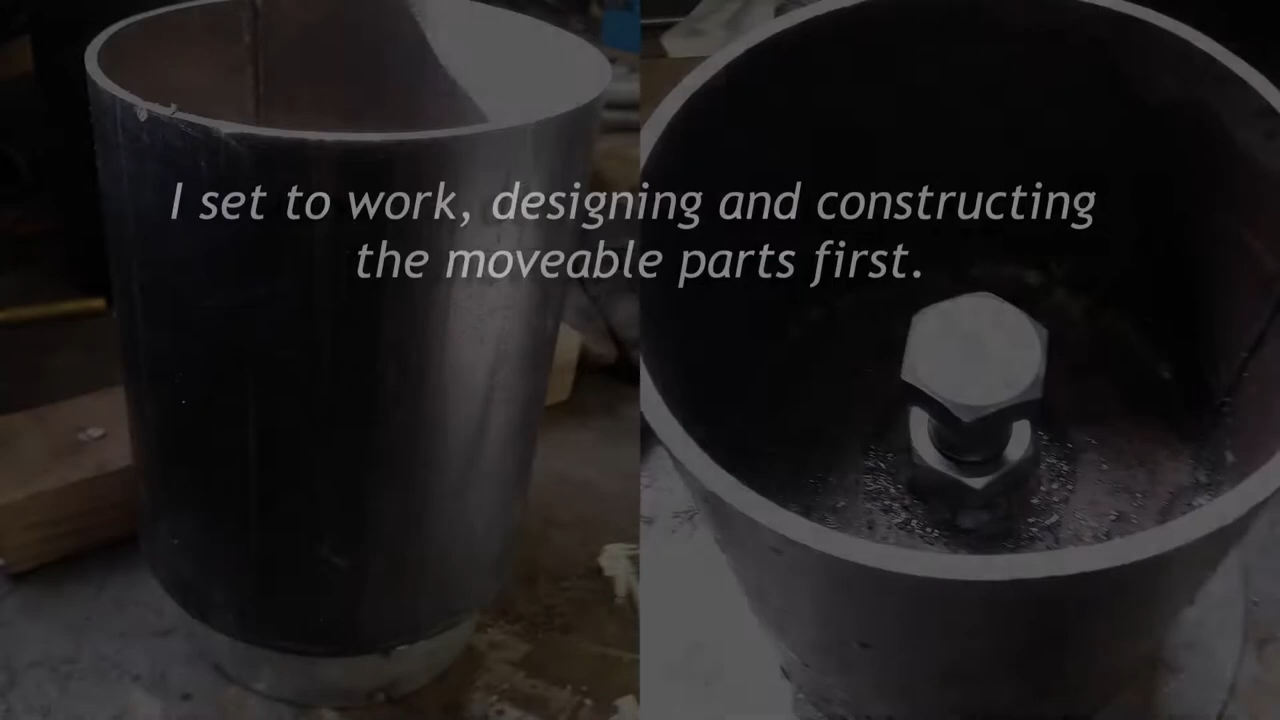 I set to work, designing and constructing
the moveable parts first.